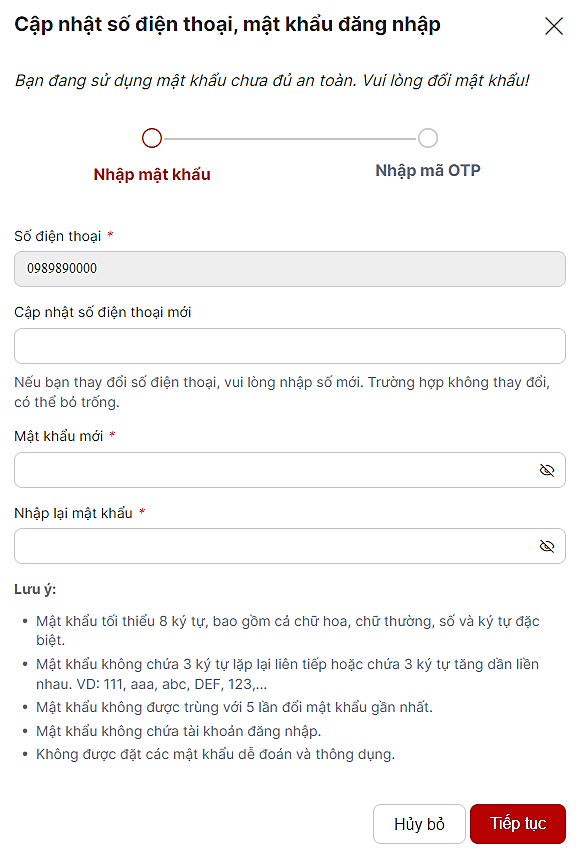 Cập nhật số điện thoại, mật khẩu đăng nhập
Bạn đang sử dụng mật khẩu chưa đủ an toàn. Vui lòng đổi mật khẩu!
Nhập mật khẩu
Nhập mã OTP
Số điện thoại *
0989890000
Cập nhật số điện thoại mới
Nếu bạn thay đổi số điện thoại, vui lòng nhập số mới. Trường hợp không thay đổi,
có thể bỏ trống.
Mật khẩu mới *
Nhập lại mật khẩu *
Lưu ý:
• Mật khẩu tối thiểu 8 ký tự, bao gồm cả chữ hoa, chữ thường, số và ký tự đặc
biệt.
• Mật khẩu không chứa 3 ký tự lặp lại liên tiếp hoặc chứa 3 ký tự tăng dần liền
nhau. VD: 111, aaa, abc, DEF, 123,...
• Mật khẩu không được trùng với 5 lần đổi mật khẩu gần nhất.
• Mật khẩu không chứa tài khoản đăng nhập.
• Không được đặt các mật khẩu dễ đoán và thông dụng.
Hủy bỏ
Tiếp tục